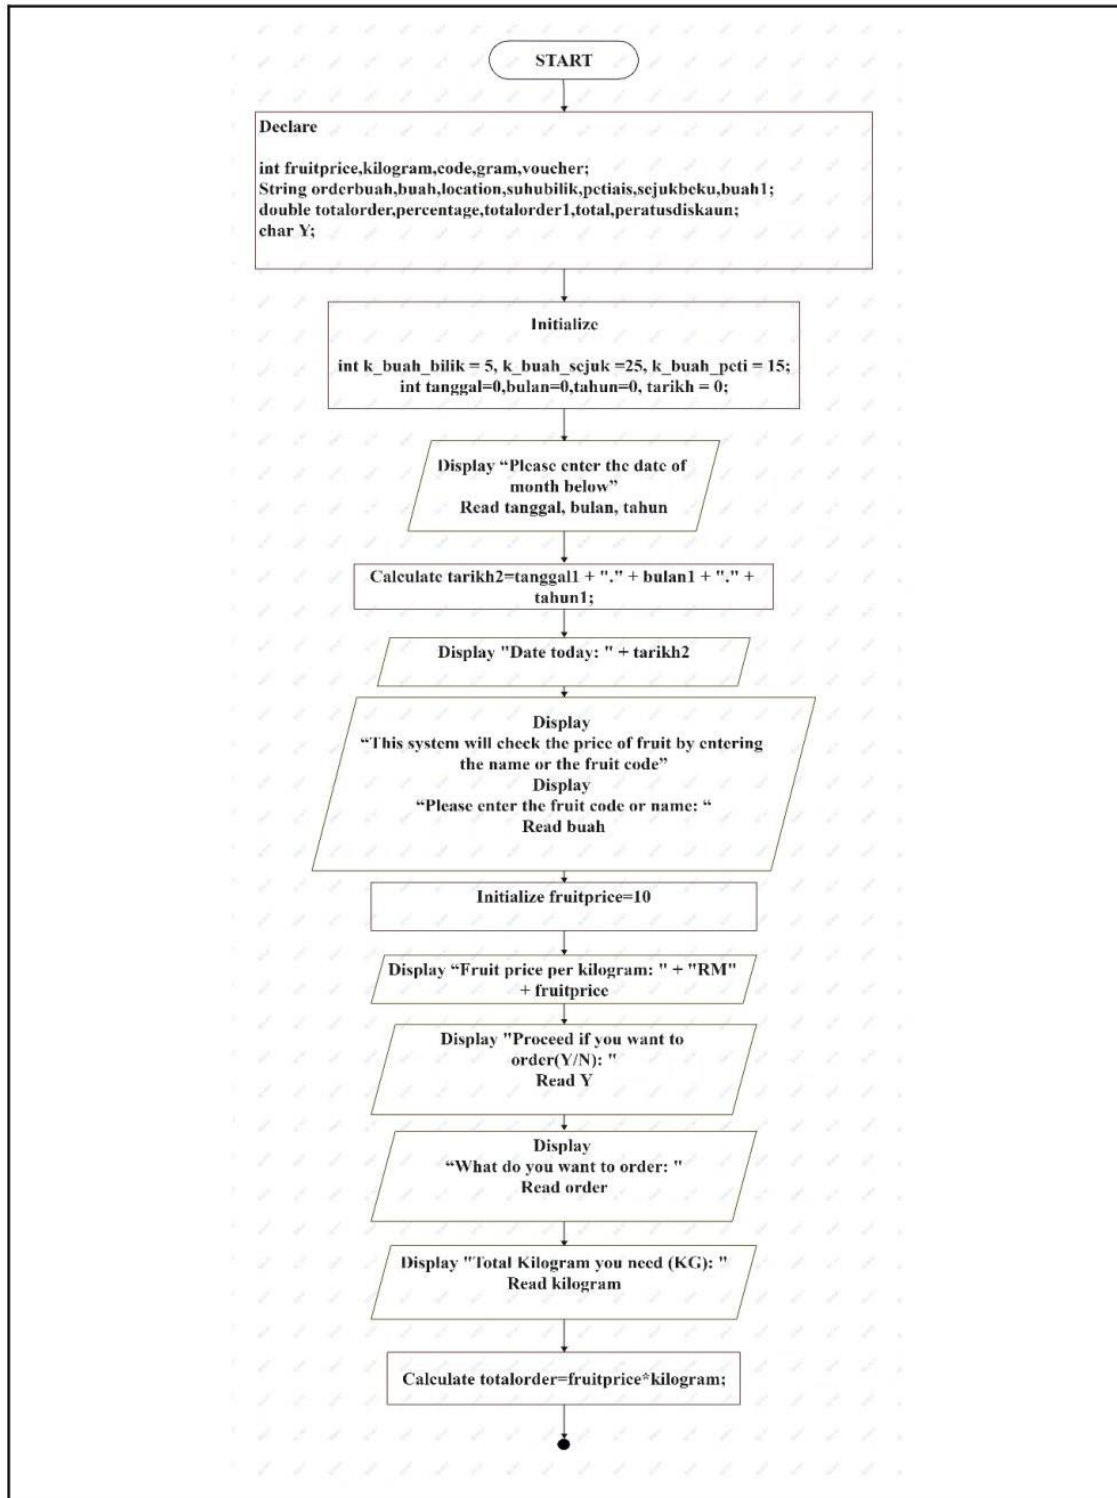 START
Declare
int fruitprice,kilogram,code,gram,voucher;
String orderbuah,buah,location,suhubilik,petiais,sejukbeku,buah1;
double totalorder,percentage,totalorder1,total,peratusdiskaun;
char Y;
Initialize
int k_buah_bilik = 5, k_buah_sejuk =25, k_buah_peti = 15;
int tanggal=0,bulan=0,tahun=0, tarikh = 0;
Display “Please enter the date of
month below”
Read tanggal, bulan, tahun
Calculate tarikh2=tanggal1 + "." + bulan1 + "." +
tahun1;
Display "Date today: " + tarikh2
Display
“This system will check the price of fruit by entering
the name or the fruit code”
Display
“Please enter the fruit code or name: “
Read buah
Initialize fruitprice=10
Display “Fruit price per kilogram: " + "RM"
+ fruitprice
Display "Proceed if you want to
order(Y/N): "
Read Y
Display
“What do you want to order: "
Read order
Display "Total Kilogram you need (KG): "
Read kilogram
Calculate totalorder=fruitprice*kilogram;